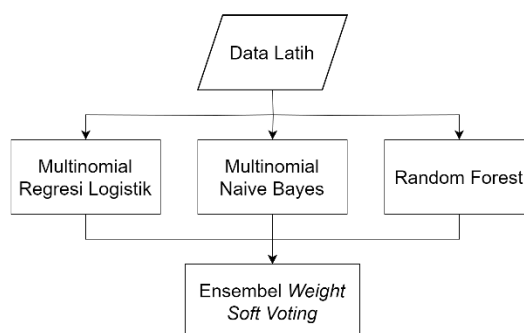 Data Latih
Multinomial
Regresi Logistik
Multinomial
Naive Bayes
Random Forest
Ensembel Weight
Soft Voting